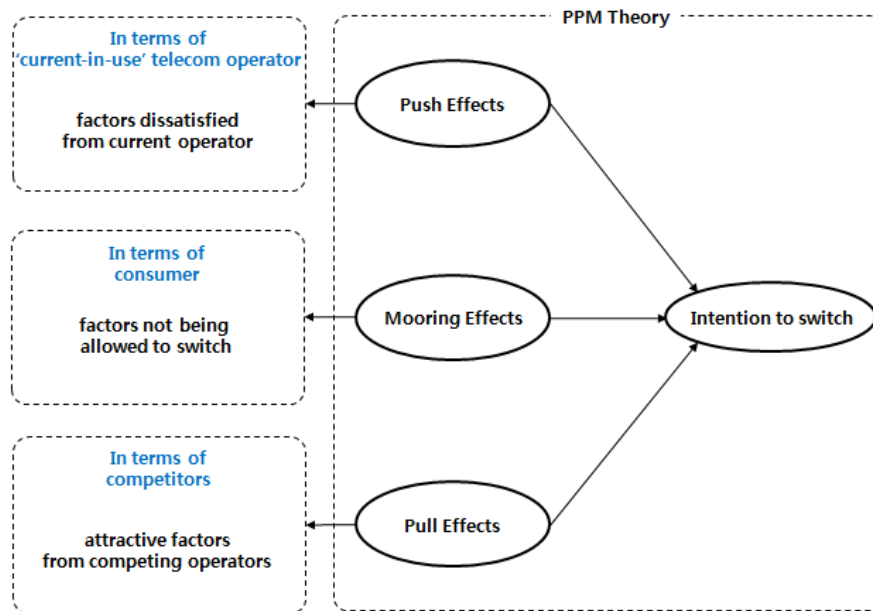 PPM Theory
In terms of
'current-in-use' telecom operator
factors dissatisfied
from current operator
Push Effects
In terms of
consumer
factors not being
allowed to switch
Mooring Effects
Intention to switch
In terms of
competitors
attractive factors
from competing operators
Pull Effects